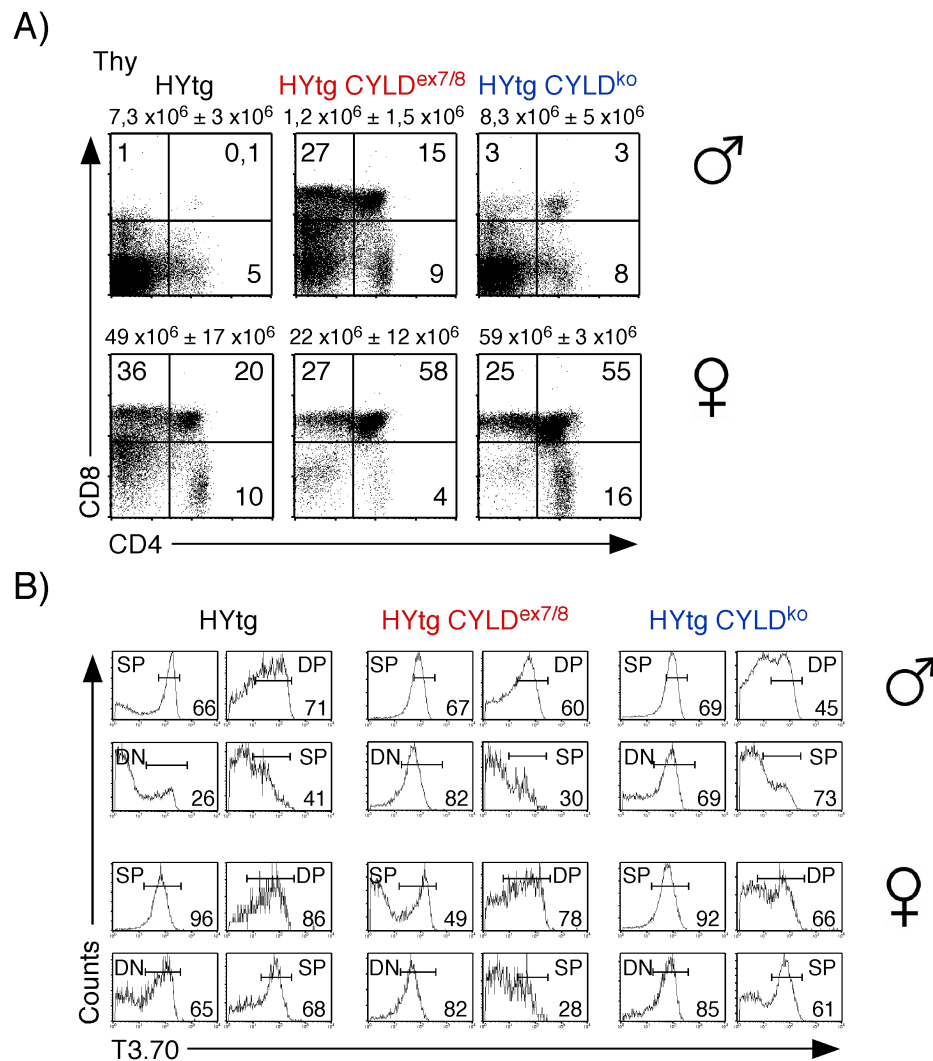 A)
Thy
HYtg HYtg CYLDex7/8 HYtg CYLDko
7,3 x10⁶ ± 3 x10⁶ 1,2 x10⁶ ± 1,5 x10⁶ 8,3 x10⁶ ± 5 x10⁶
1 0,1 27 15 3 3
5 9 8
♂
49 x10⁶ ± 17 x10⁶ 22 x10⁶ ± 12 x10⁶ 59 x10⁶ ± 3 x10⁶
36 20 27 58 25 55
10 4 16
♀
CD8
CD4
B)
HYtg HYtg CYLDex7/8 HYtg CYLDko
SP DP SP DP SP DP
66 71 67 60 69 45
♂
DN SP DN SP DN SP
26 41 82 30 69 73
SP DP SP DP SP DP
96 86 49 78 92 66
♀
DN SP DN SP DN SP
65 68 82 28 85 61
Counts
T3.70